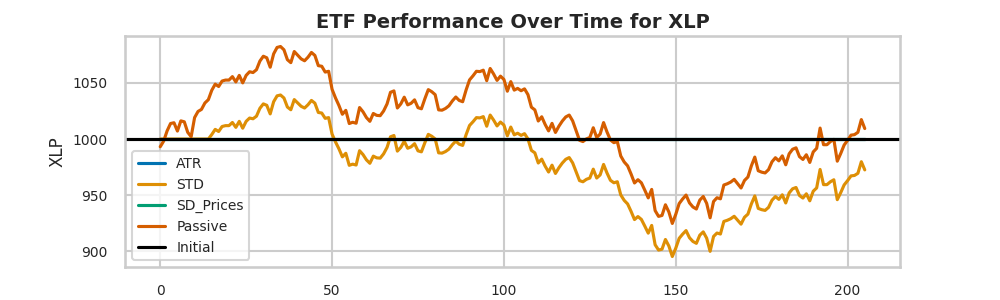 ETF Performance Over Time for XLP
XLP
1050
1000
950
900
ATR
STD
SD_Prices
Passive
Initial
0 50 100 150 200